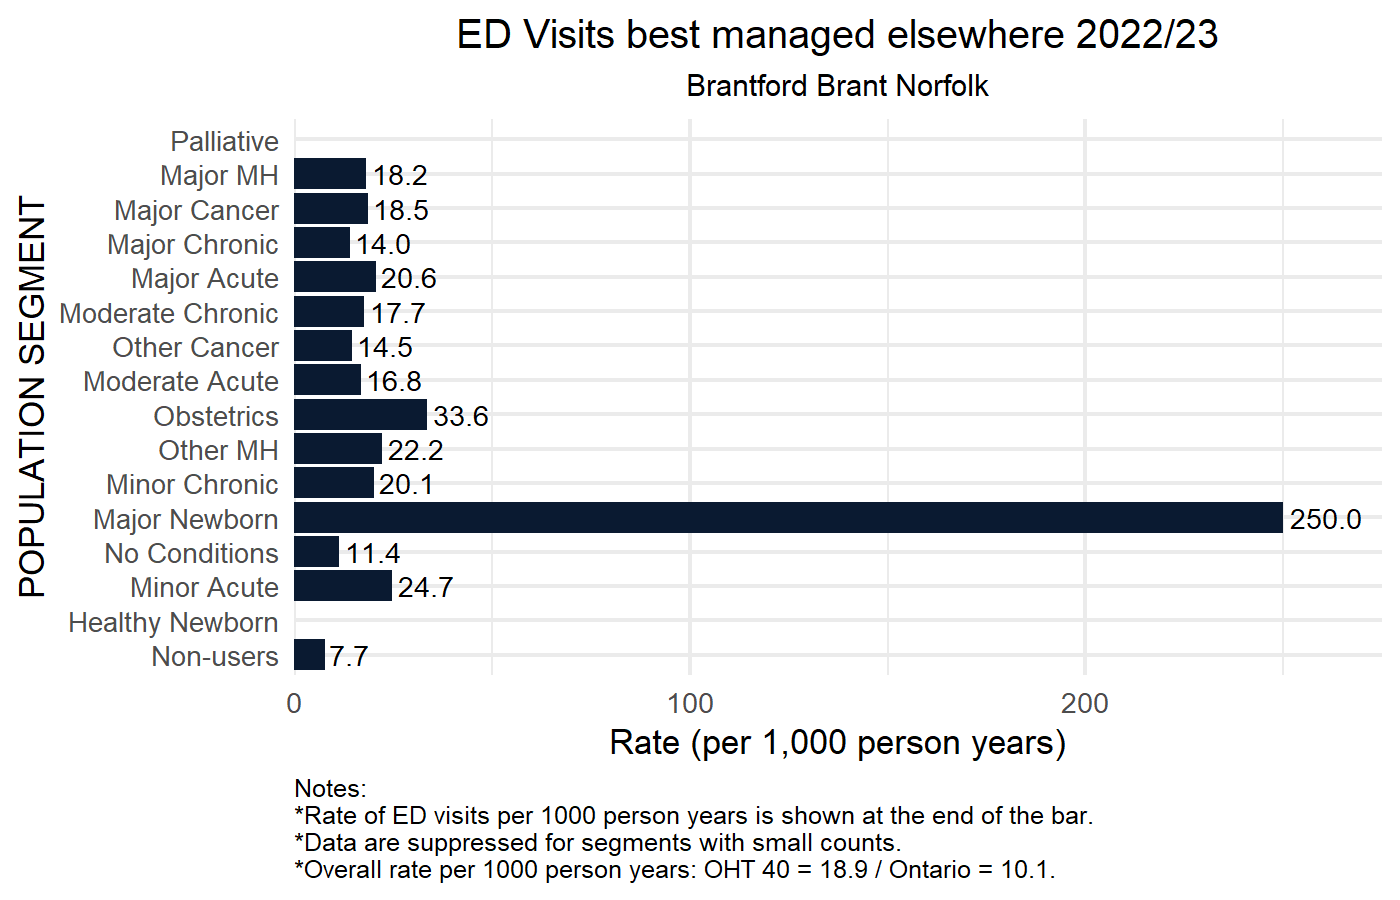 ED Visits best managed elsewhere 2022/23
Brantford Brant Norfolk
POPULATION SEGMENT
Palliative
Major MH 18.2
Major Cancer 18.5
Major Chronic 14.0
Major Acute 20.6
Moderate Chronic 17.7
Other Cancer 14.5
Moderate Acute 16.8
Obstetrics 33.6
Other MH 22.2
Minor Chronic 20.1
Major Newborn 250.0
No Conditions 11.4
Minor Acute 24.7
Healthy Newborn
Non-users 7.7
0 100 200
Rate (per 1,000 person years)
Notes:
*Rate of ED visits per 1000 person years is shown at the end of the bar.
*Data are suppressed for segments with small counts.
*Overall rate per 1000 person years: OHT 40 = 18.9 / Ontario = 10.1.